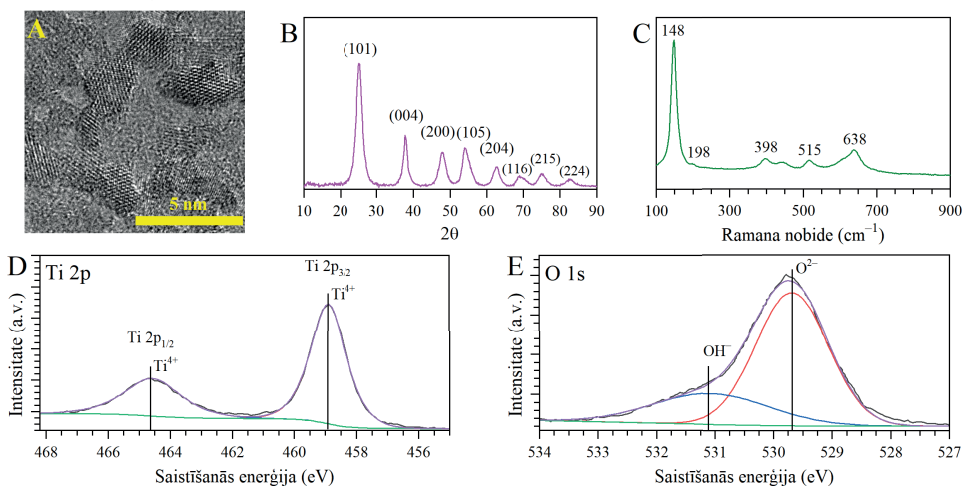 A
5 nm
B
(101)
(004)
(200)
(105)
(204)
(116)
(215)
(224)
10 20 30 40 50 60 70 80 90
2θ
C
148
198
398
515
638
100 300 500 700 900
Ramana nobide (cm⁻¹)
D
Ti 2p
Ti 2p3/2
Ti⁴⁺
Ti 2p1/2
Ti⁴⁺
Intensitate (a.v.)
468 466 464 462 460 458 456
Saistīšanās enerģija (eV)
E
O 1s
O²⁻
OH⁻
Intensitate (a.v.)
534 533 532 531 530 529 528 527
Saistīšanās enerģija (eV)